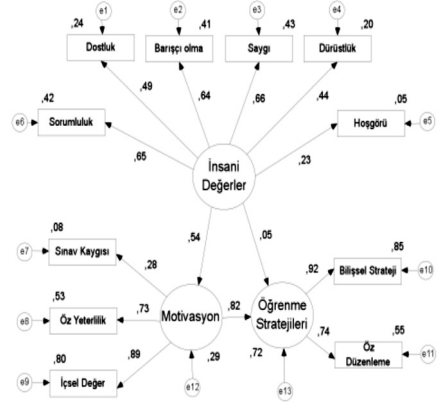 e1
e2
e3
e4
,24
,41
,43
,20
Dostluk
Barışçı olma
Saygı
Dürüstlük
,49
,64
,66
,44
,42
,05
e6
Sorumluluk
Hoşgörü
e5
,65
,23
İnsani
Değerler
,54
,05
,08
e7
Sınav Kaygısı
,28
,85
,92
Bilişsel Strateji
e10
,53
e8
Öz Yeterlilik
,73
Motivasyon
,82
Öğrenme
Stratejileri
,74
,55
,89
,72
Öz
Düzenleme
e11
,80
e9
İçsel Değer
,29
e12
e13